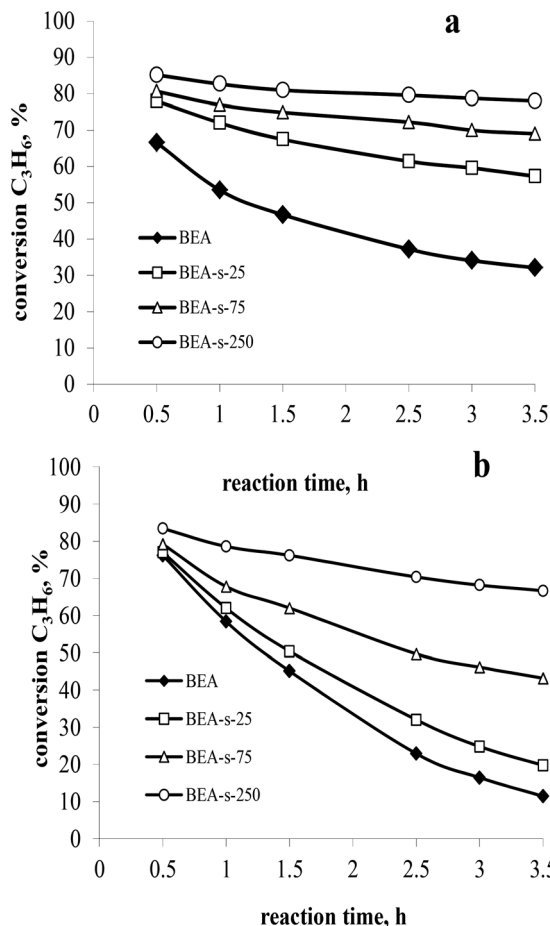 a
conversion C₃H₆, %
100
90
80
70
60
50
40
30
20
10
0
BEA
BEA-s-25
BEA-s-75
BEA-s-250
0 0.5 1 1.5 2 2.5 3 3.5
reaction time, h
b
conversion C₃H₆, %
100
90
80
70
60
50
40
30
20
10
0
BEA
BEA-s-25
BEA-s-75
BEA-s-250
0 0.5 1 1.5 2 2.5 3 3.5
reaction time, h